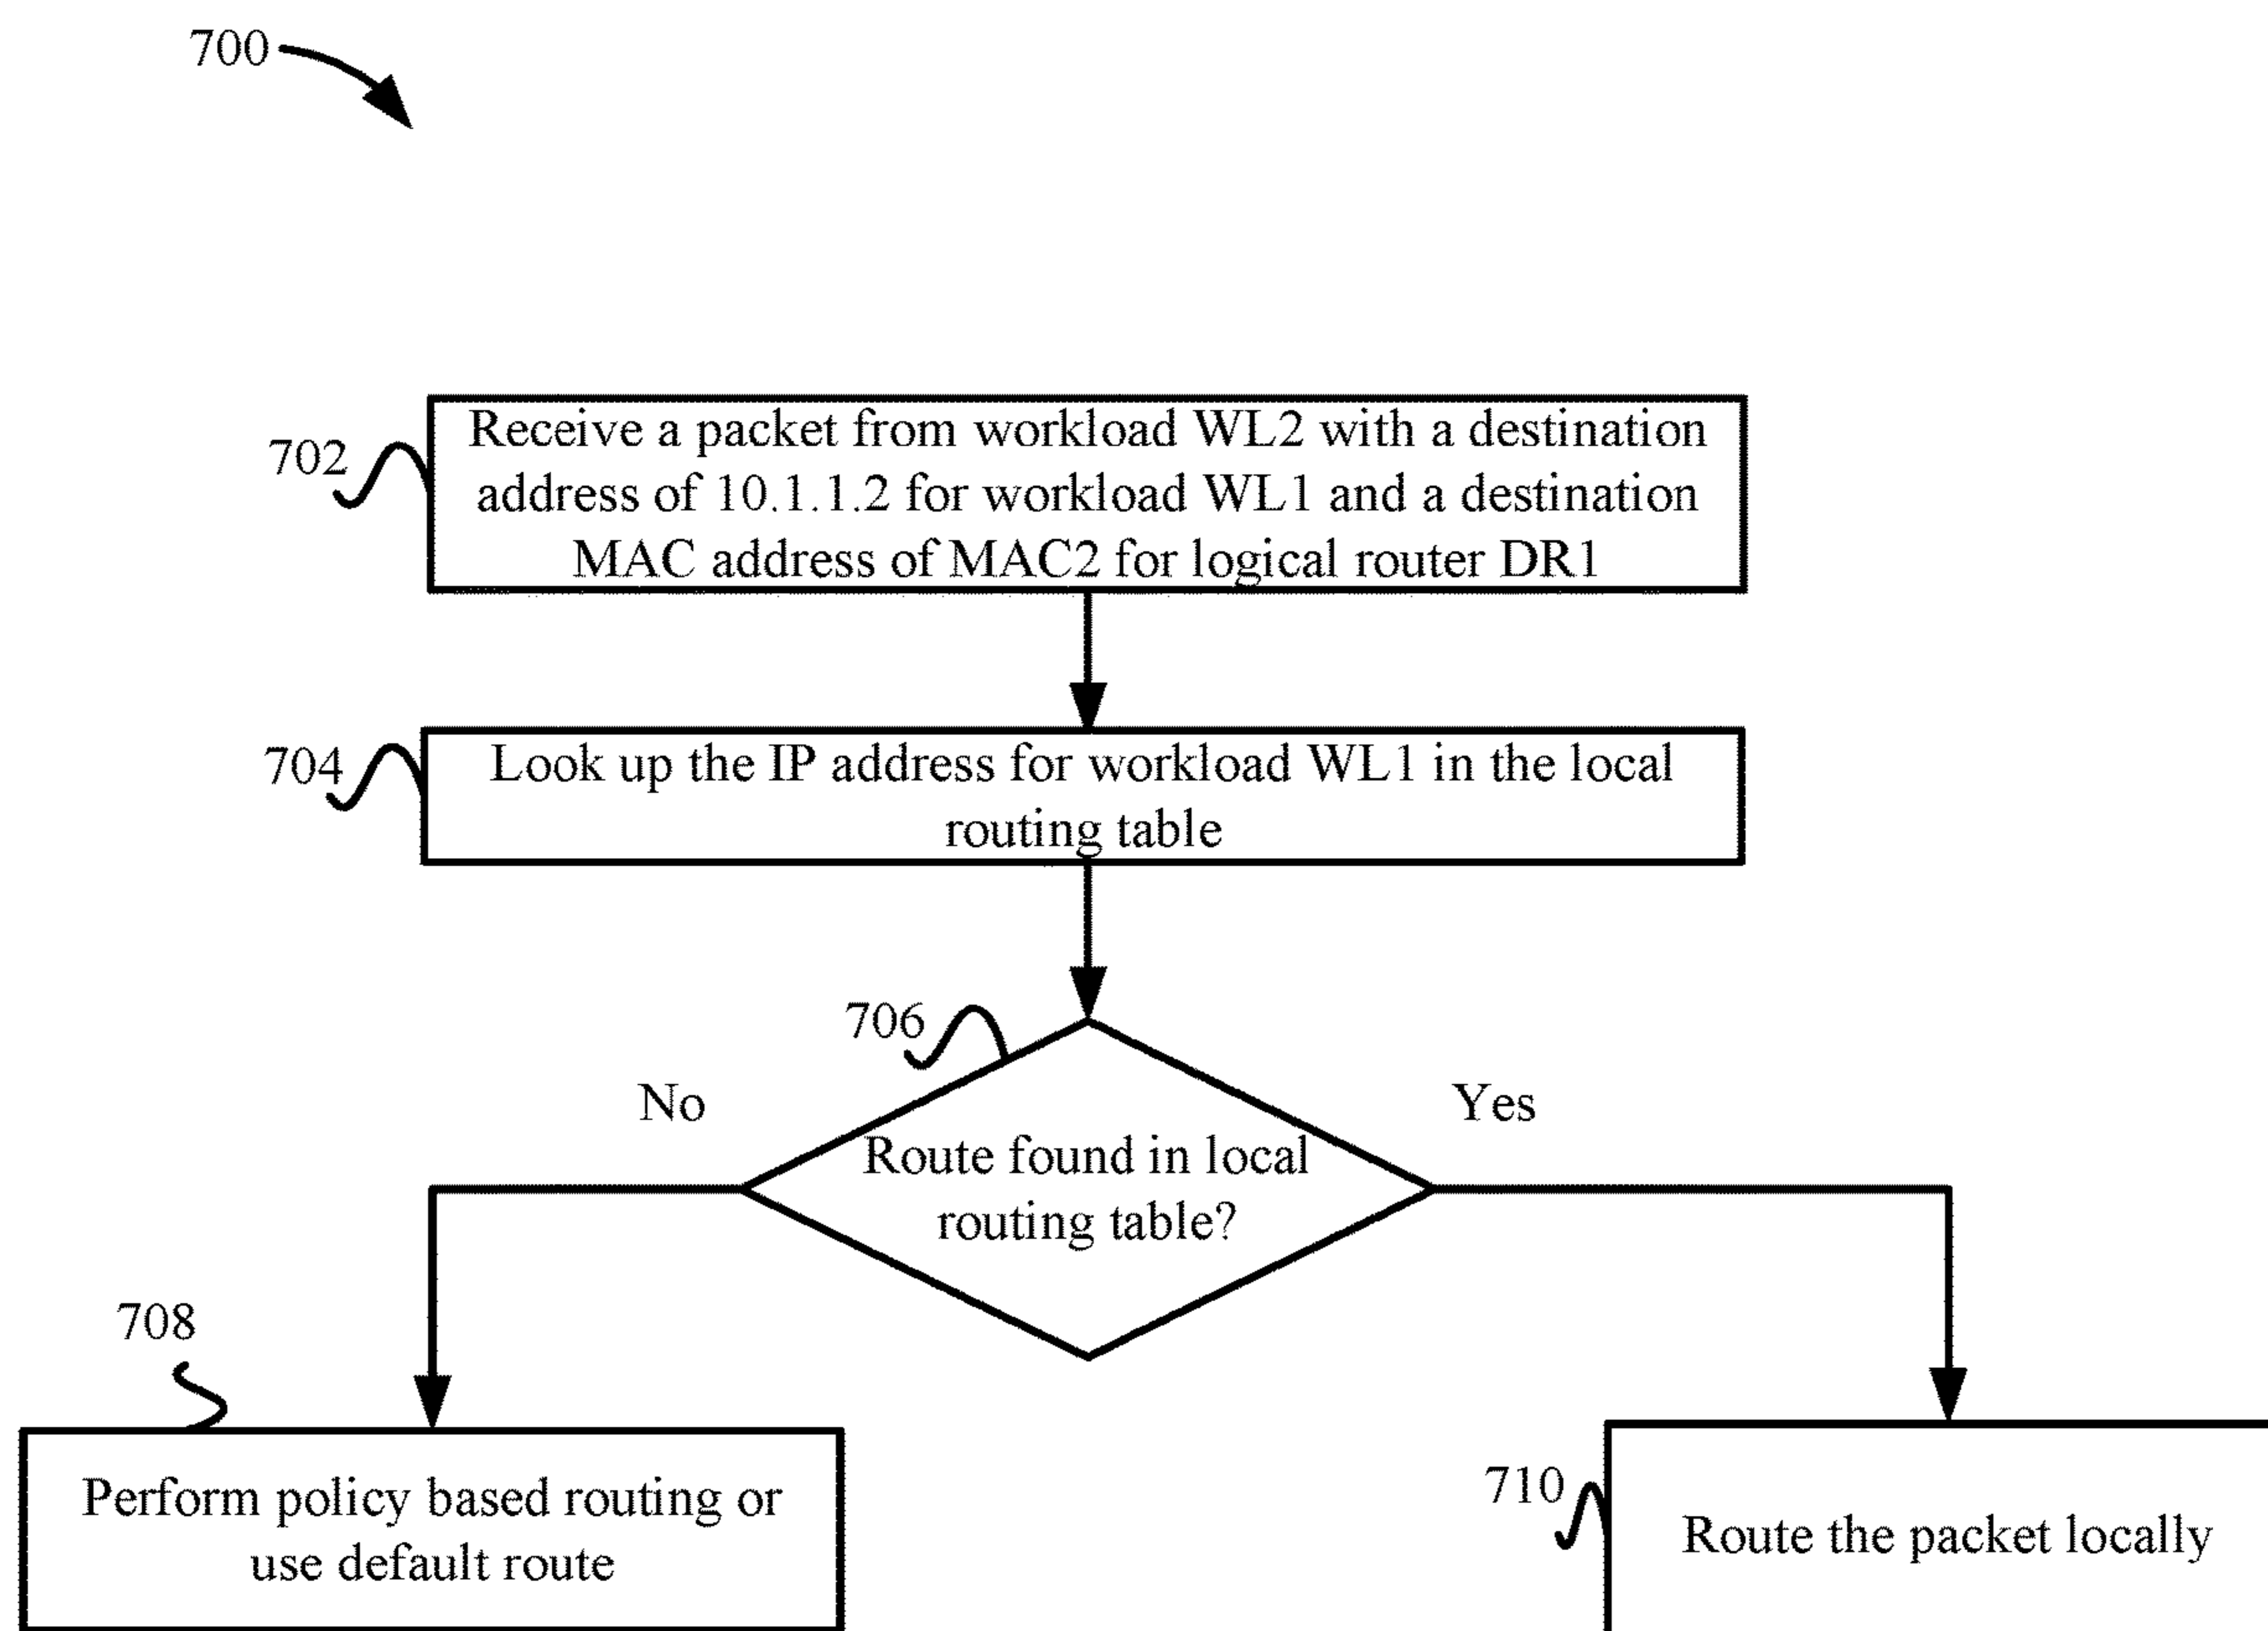 700
702
Receive a packet from workload WL2 with a destination
address of 10.1.1.2 for workload WL1 and a destination
MAC address of MAC2 for logical router DR1
704
Look up the IP address for workload WL1 in the local
routing table
706
No
Yes
Route found in local
routing table?
708
Perform policy based routing or
use default route
710
Route the packet locally